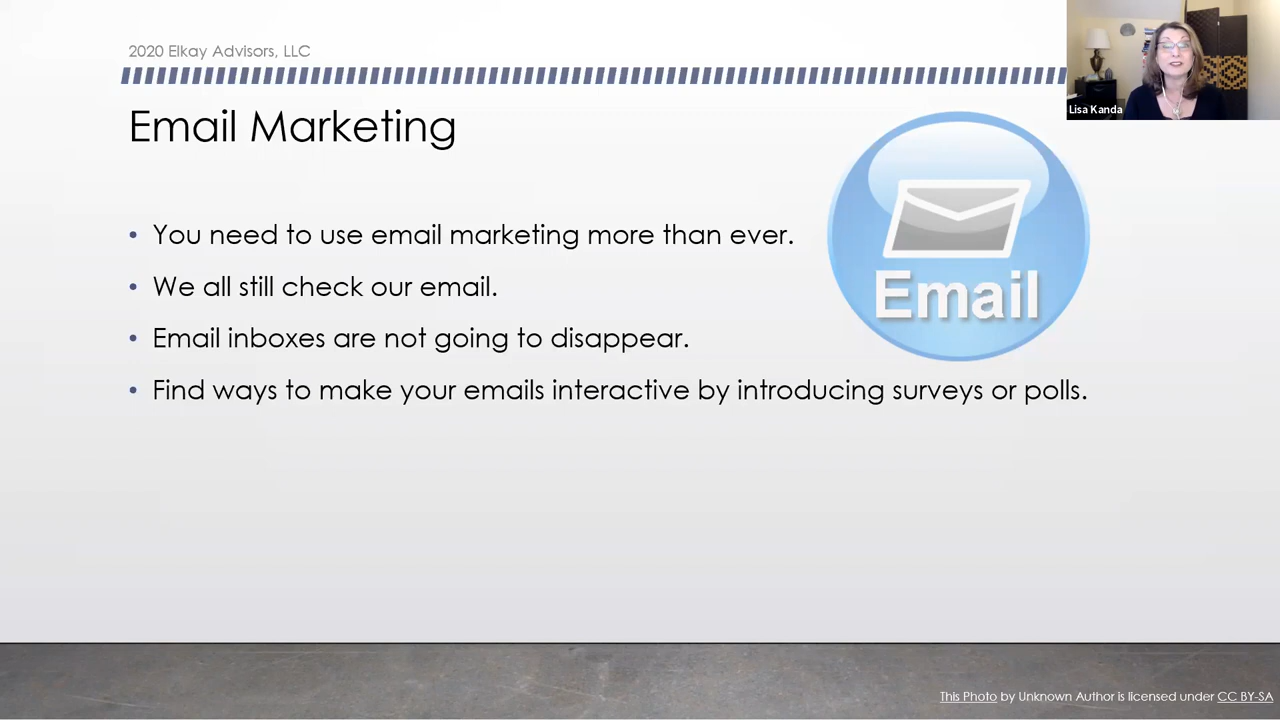 2020 Elkay Advisors, LLC
Lisa Kanda
Email Marketing
• You need to use email marketing more than ever.
• We all still check our email.
• Email inboxes are not going to disappear.
• Find ways to make your emails interactive by introducing surveys or polls.
Email
This Photo by Unknown Author is licensed under CC BY-SA